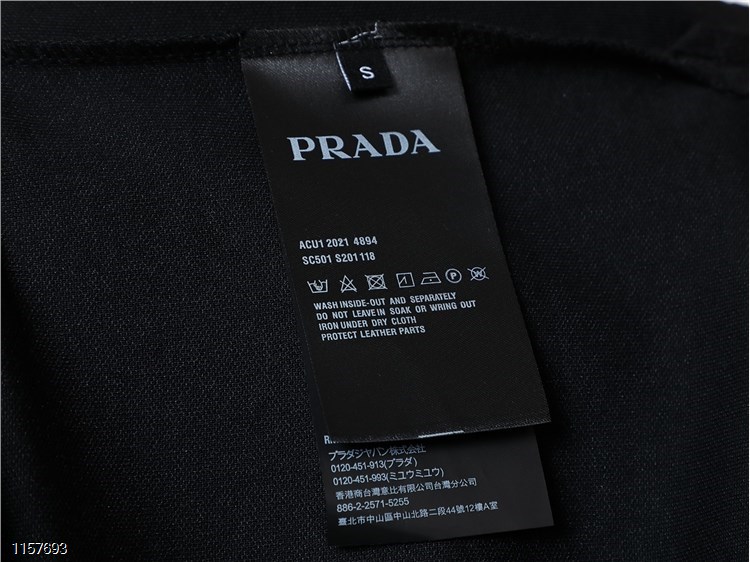 S
PRADA
ACU1 2021 4894
SC501 S201118
WASH INSIDE-OUT AND SEPARATELY
DO NOT LEAVE IN SOAK OR WRING OUT
IRON UNDER DRY CLOTH
PROTECT LEATHER PARTS
プラダジャパン株式会社
0120-451-913(プラダ)
0120-451-993(ミュウミュウ)
香港商台灣意比有限公司台灣分公司
886-2-2571-5255
臺北市中山區中山北路二段44號12樓A室
1157693